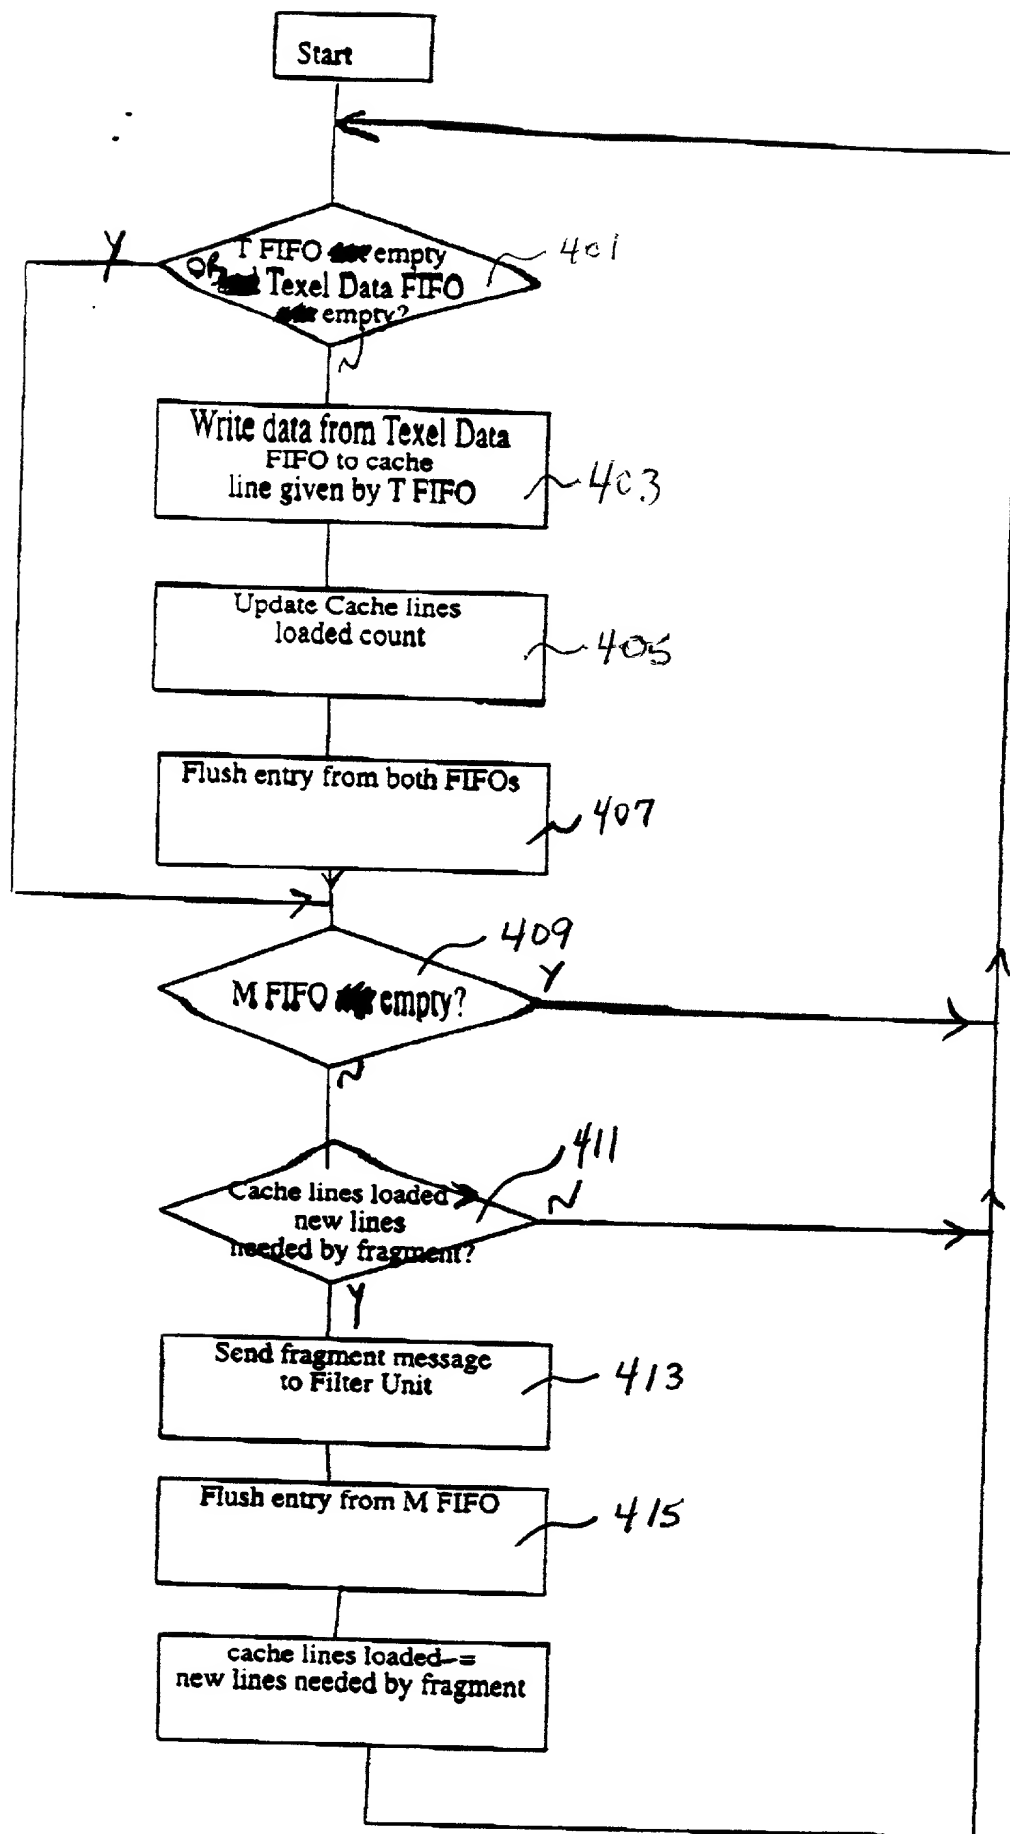 Start
Y
T FIFO empty
Or Texel Data FIFO
empty?
401
N
Write data from Texel Data
FIFO to cache
line given by T FIFO
403
Update Cache lines
loaded count
405
Flush entry from both FIFOs
407
409
M FIFO empty?
Y
N
411
Cache lines loaded >
new lines
needed by fragment?
N
Y
Send fragment message
to Filter Unit
413
Flush entry from M FIFO
415
cache lines loaded-=
new lines needed by fragment